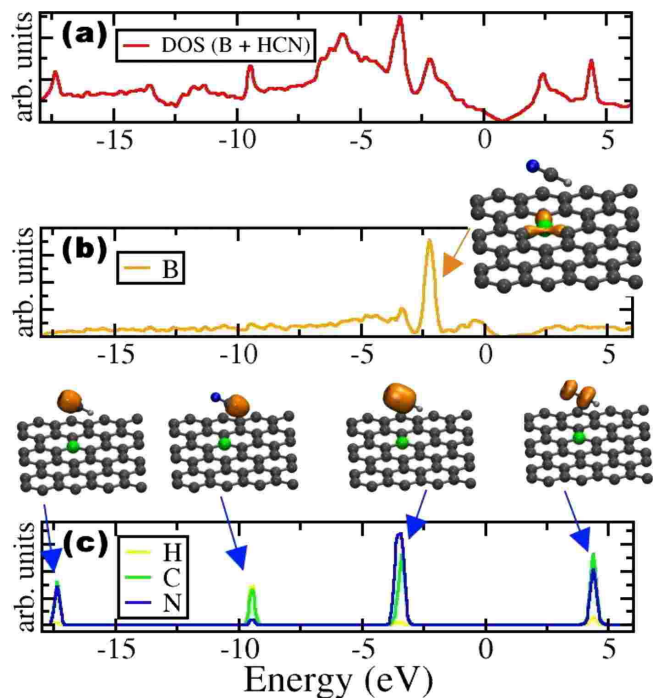 arb. units
(a)
DOS (B + HCN)
-15
-10
-5
0
5
arb. units
(b)
B
-15
-10
-5
0
5
arb. units
(c)
H
C
N
-15
-10
-5
0
5
Energy (eV)